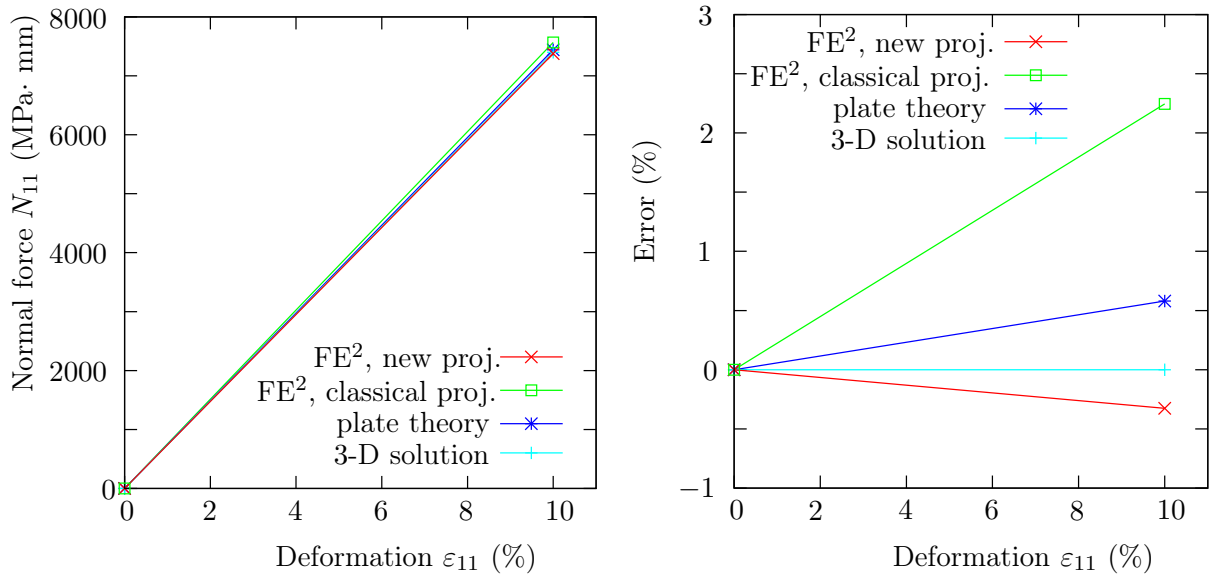 Normal force N₁₁ (MPa· mm)
8000
6000
4000
2000
0
FE², new proj.
FE², classical proj.
plate theory
3-D solution
0 2 4 6 8 10
Deformation ε₁₁ (%)
Error (%)
3
2
1
0
−1
FE², new proj.
FE², classical proj.
plate theory
3-D solution
0 2 4 6 8 10
Deformation ε₁₁ (%)